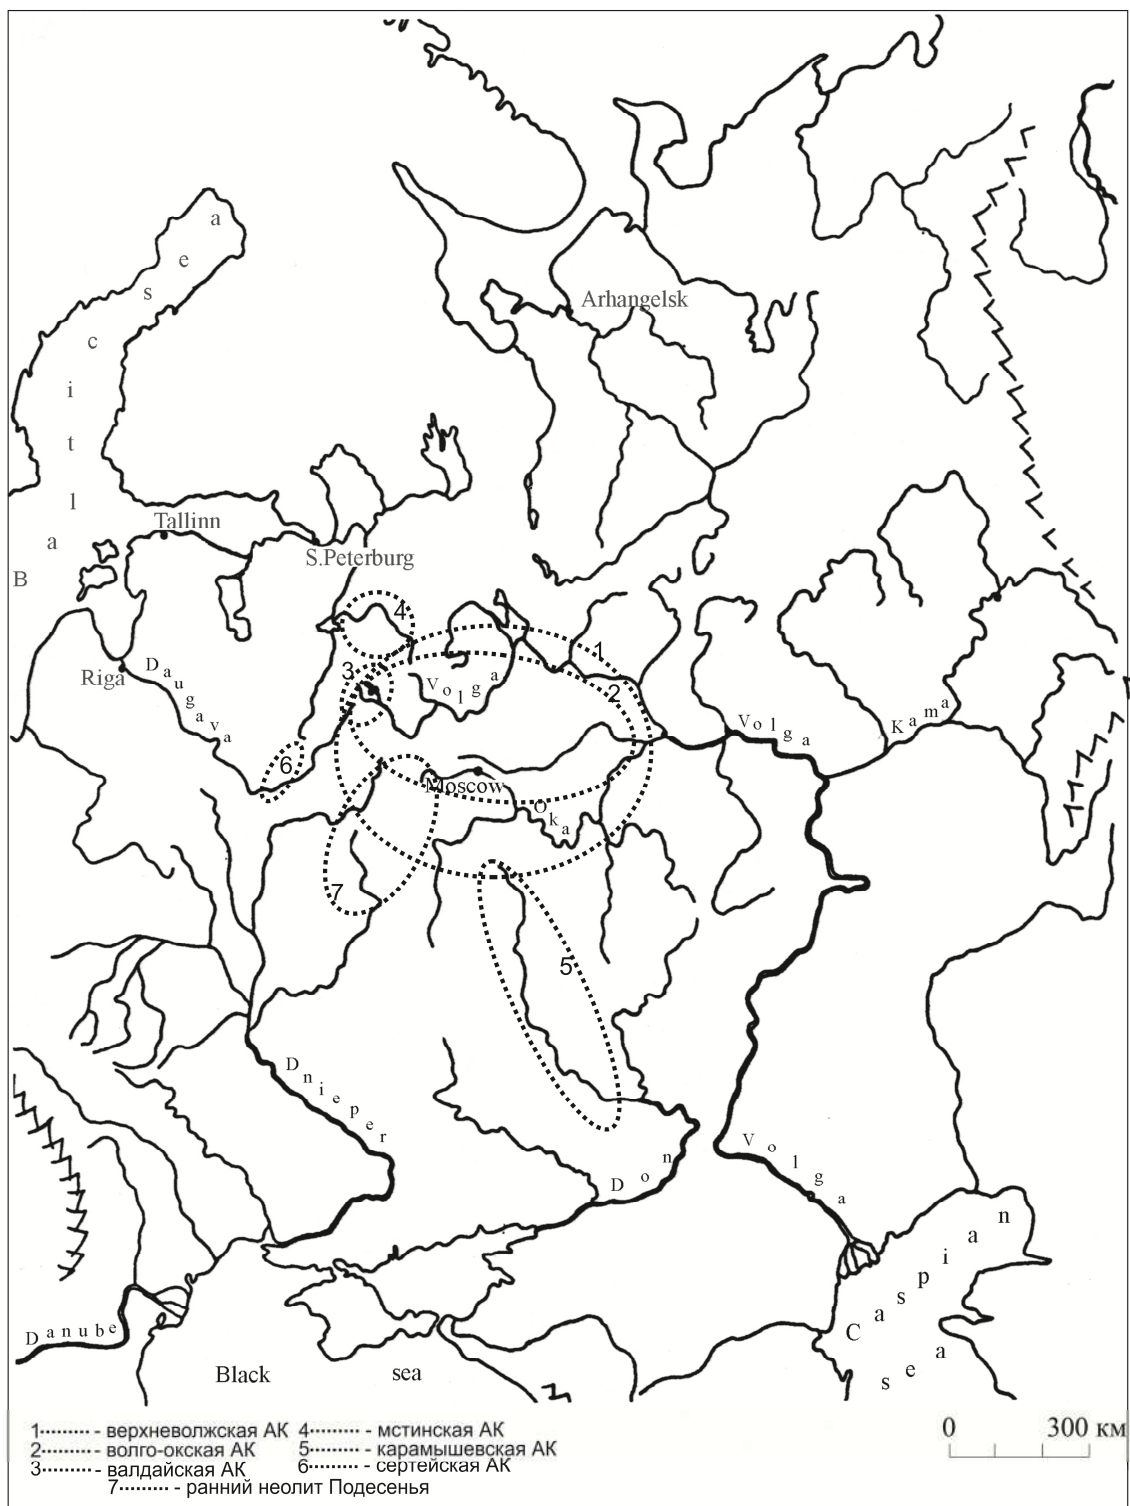 Baltic sea
Arhangelsk
Tallinn
S.Peterburg
4
1
3
Riga
Daugava
Volga
2
Volga
Kama
6
Moscow
Oka
7
5
Dnieper
Volga
Don
Caspian
sea
Danube
Black sea
1 - верхневолжская АК
2 - волго-окская АК
3 - валдайская АК
4 - мстинская АК
5 - карамышевская АК
6 - сертейская АК
7 - ранний неолит Подесенья
0 300 км